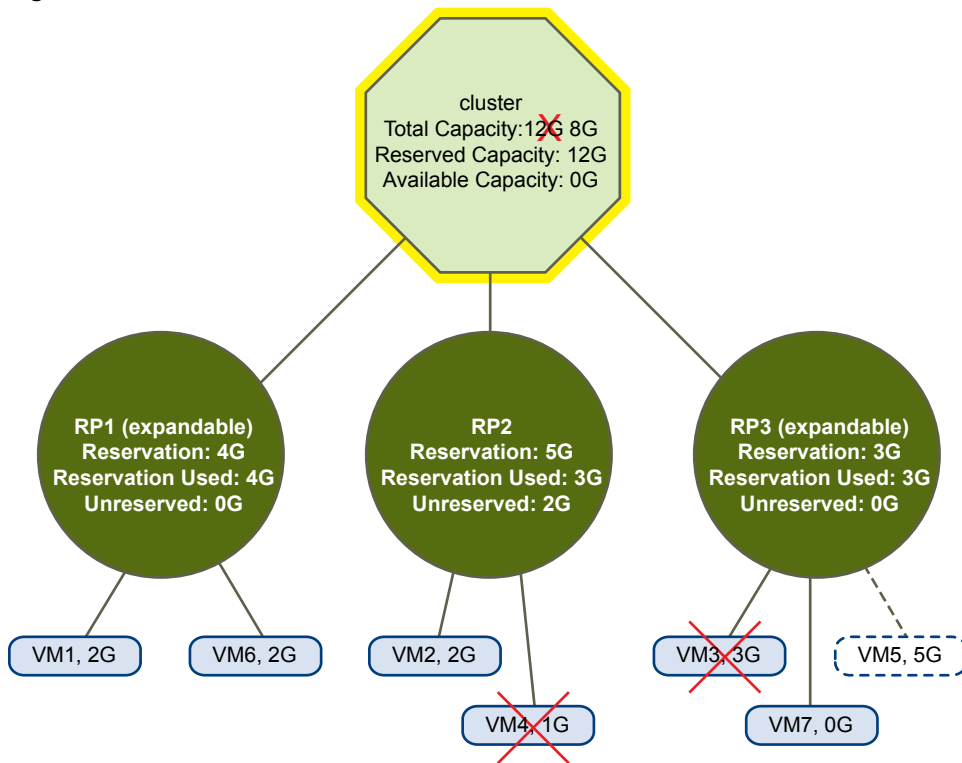 cluster
Total Capacity:12G 8G
Reserved Capacity: 12G
Available Capacity: 0G
RP1 (expandable)
Reservation: 4G
Reservation Used: 4G
Unreserved: 0G
RP2
Reservation: 5G
Reservation Used: 3G
Unreserved: 2G
RP3 (expandable)
Reservation: 3G
Reservation Used: 3G
Unreserved: 0G
VM1, 2G
VM6, 2G
VM2, 2G
VM3, 3G
VM5, 5G
VM4, 1G
VM7, 0G